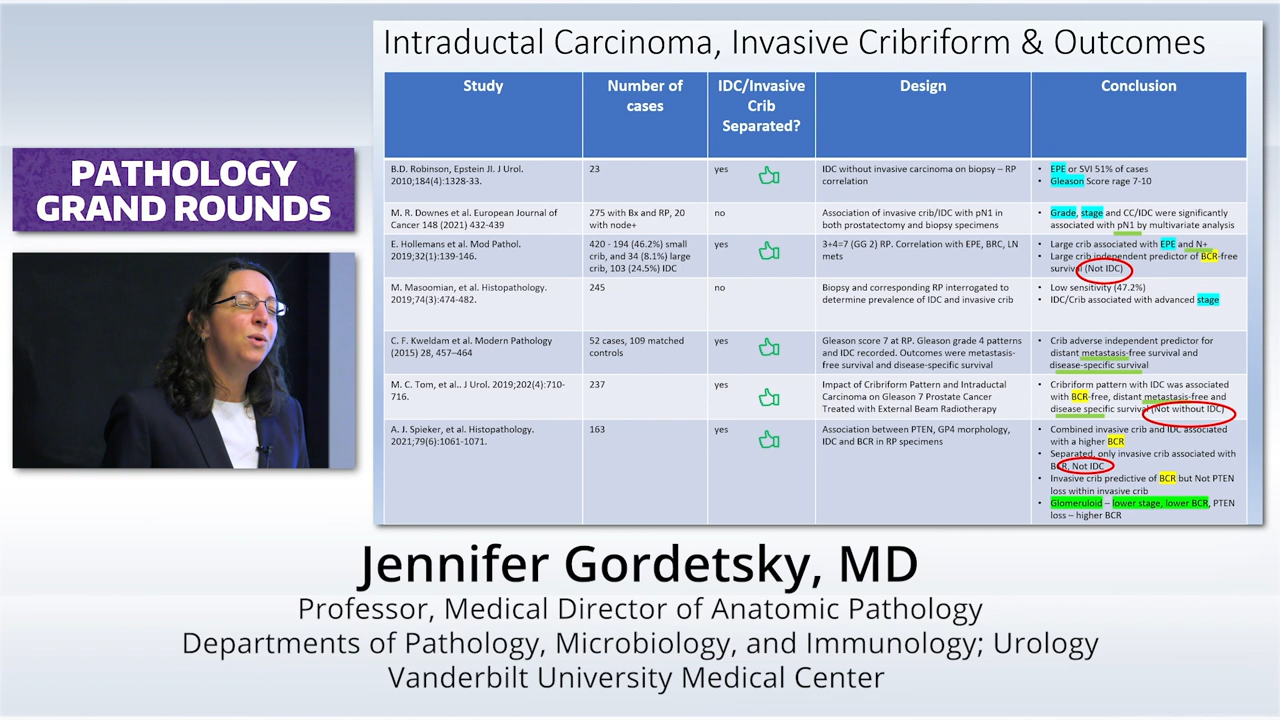 PATHOLOGY
GRAND ROUNDS
Intraductal Carcinoma, Invasive Cribriform & Outcomes
Study
Number of
cases
IDC/Invasive
Crib
Separated?
Design
Conclusion
B.D. Robinson, Epstein JI. J Urol.
2010;184(4):1328-33.
23
yes
IDC without invasive carcinoma on biopsy – RP
correlation
• EPE or SVI 51% of cases
• Gleason Score rage 7-10
M. R. Downes et al. European Journal of
Cancer 148 (2021) 432-439
275 with Bx and RP, 20
with node+
no
Association of invasive crib/IDC with pN1 in
both prostatectomy and biopsy specimens
• Grade, stage and CC/IDC were significantly
associated with pN1 by multivariate analysis
E. Hollemans et al. Mod Pathol.
2019;32(1):139-146.
420 - 194 (46.2%) small
crib, and 34 (8.1%) large
crib, 103 (24.5%) IDC
yes
3+4=7 (GG 2) RP. Correlation with EPE, BRC, LN
mets
• Large crib associated with EPE and N+
• Large crib independent predictor of BCR-free
survival (Not IDC)
M. Masoomian, et al. Histopathology.
2019;74(3):474-482.
245
no
Biopsy and corresponding RP interrogated to
determine prevalence of IDC and invasive crib
• Low sensitivity (47.2%)
• IDC/Crib associated with advanced stage
C. F. Kweldam et al. Modern Pathology
(2015) 28, 457–464
52 cases, 109 matched
controls
yes
Gleason score 7 at RP. Gleason grade 4 patterns
and IDC recorded. Outcomes were metastasis-
free survival and disease-specific survival
• Crib adverse independent predictor for
distant metastasis-free survival and
disease-specific survival
M. C. Tom, et al.. J Urol. 2019;202(4):710-
716.
237
yes
Impact of Cribriform Pattern and Intraductal
Carcinoma on Gleason 7 Prostate Cancer
Treated with External Beam Radiotherapy
• Cribriform pattern with IDC was associated
with BCR-free, distant metastasis-free and
disease specific survival (Not without IDC)
A. J. Spieker, et al. Histopathology.
2021;79(6):1061-1071.
163
yes
Association between PTEN, GP4 morphology,
IDC and BCR in RP specimens
• Combined invasive crib and IDC associated
with a higher BCR
• Separated, only invasive crib associated with
BCR, Not IDC
• Invasive crib predictive of BCR but Not PTEN
loss within invasive crib
• Glomeruloid – lower stage, lower BCR, PTEN
loss – higher BCR
Jennifer Gordetsky, MD
Professor, Medical Director of Anatomic Pathology
Departments of Pathology, Microbiology, and Immunology; Urology
Vanderbilt University Medical Center